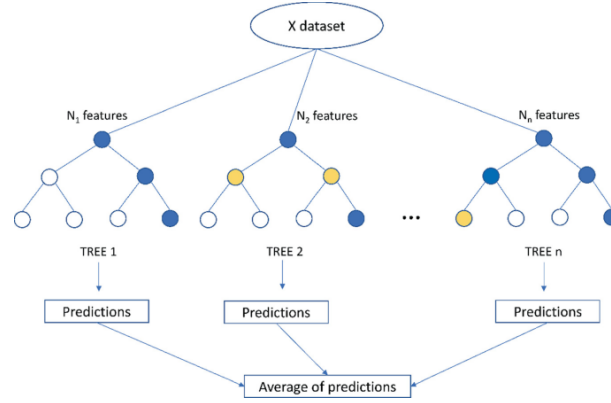 X dataset
N₁ features
N₂ features
Nₙ features
...
TREE 1
TREE 2
TREE n
Predictions
Predictions
Predictions
Average of predictions